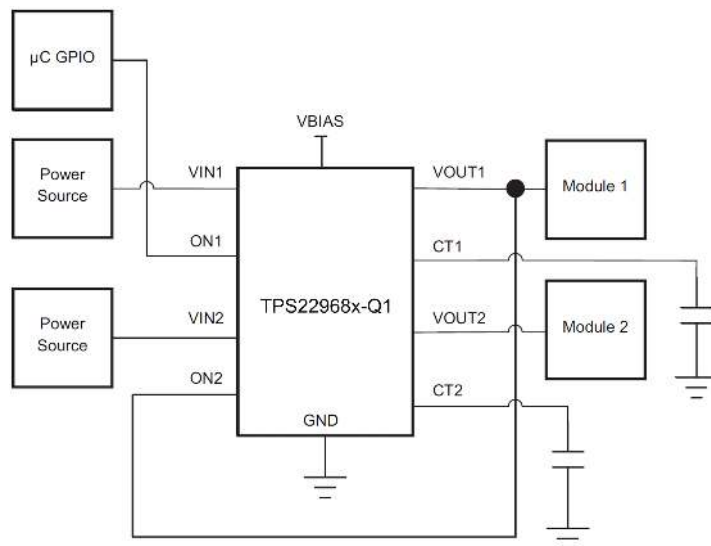 µC GPIO
VBIAS
Power
Source
VIN1
VOUT1
Module 1
ON1
CT1
TPS22968x-Q1
Power
Source
VIN2
VOUT2
Module 2
ON2
CT2
GND